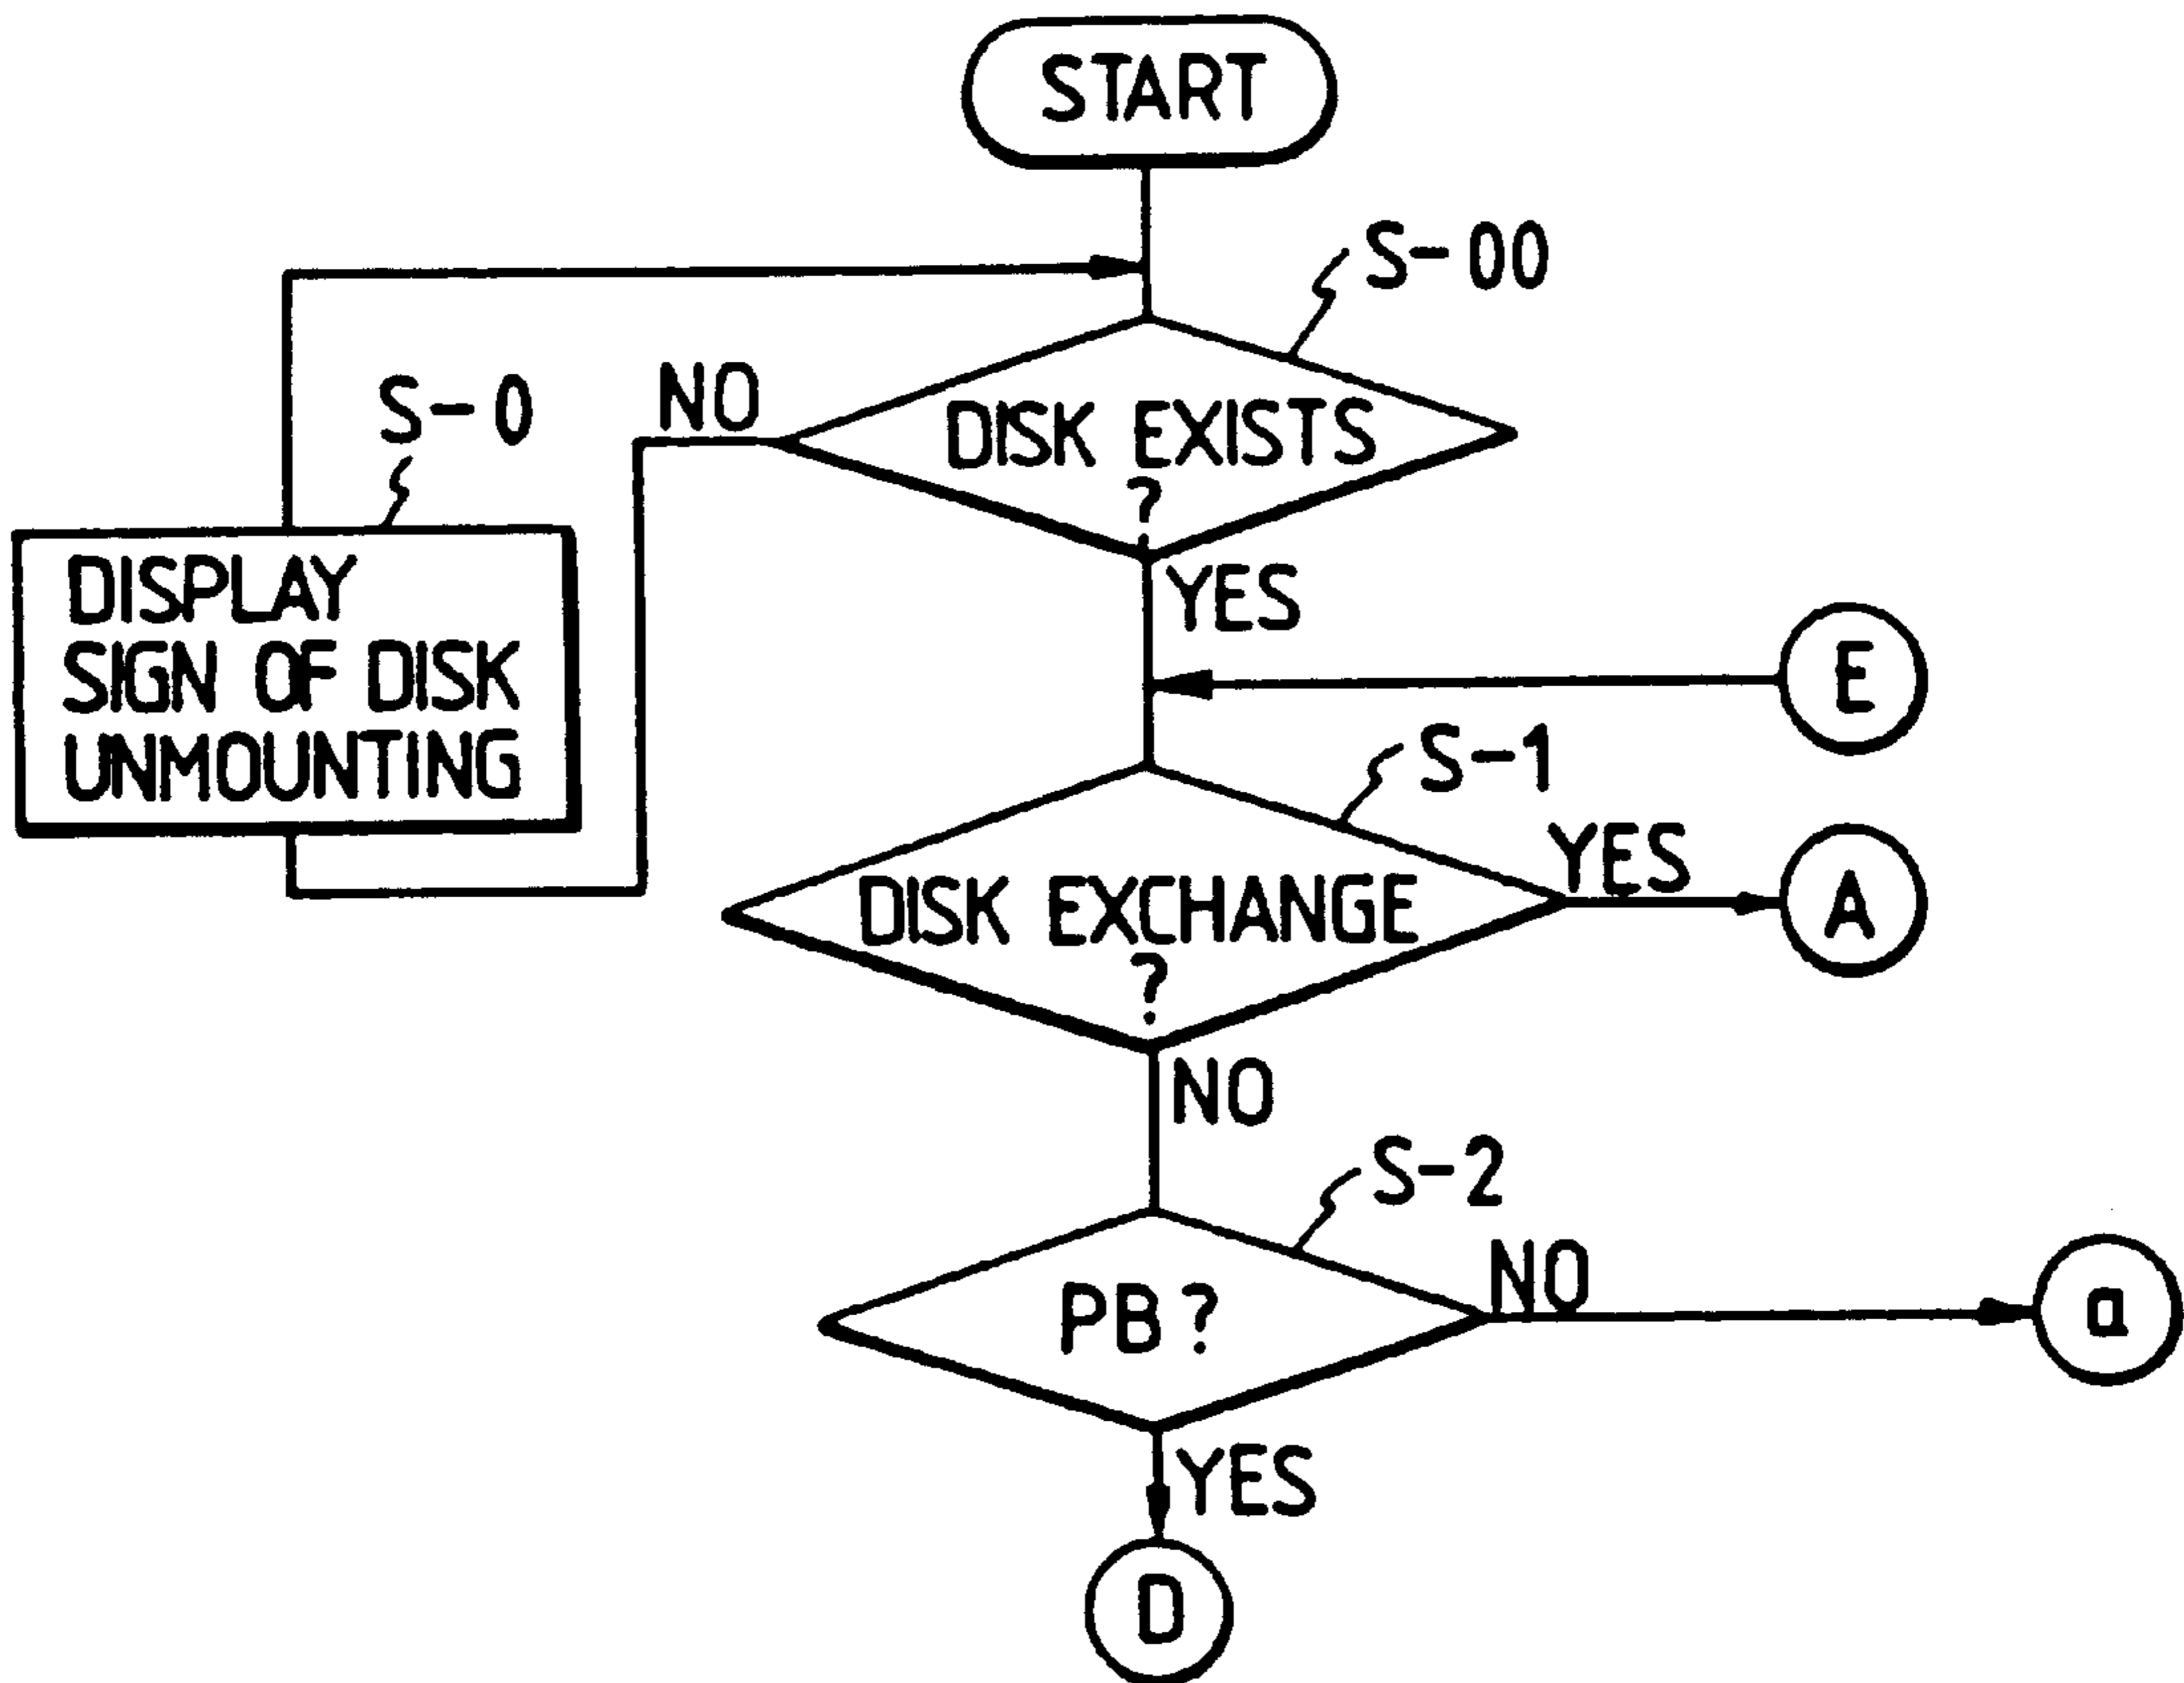 START
S-00
NO
S-0
DISK EXISTS
?
DISPLAY
SIGN OF DISK
UNMOUNTING
YES
E
S-1
YES
DISK EXCHANGE
?
A
NO
S-2
NO
PB?
a
YES
D